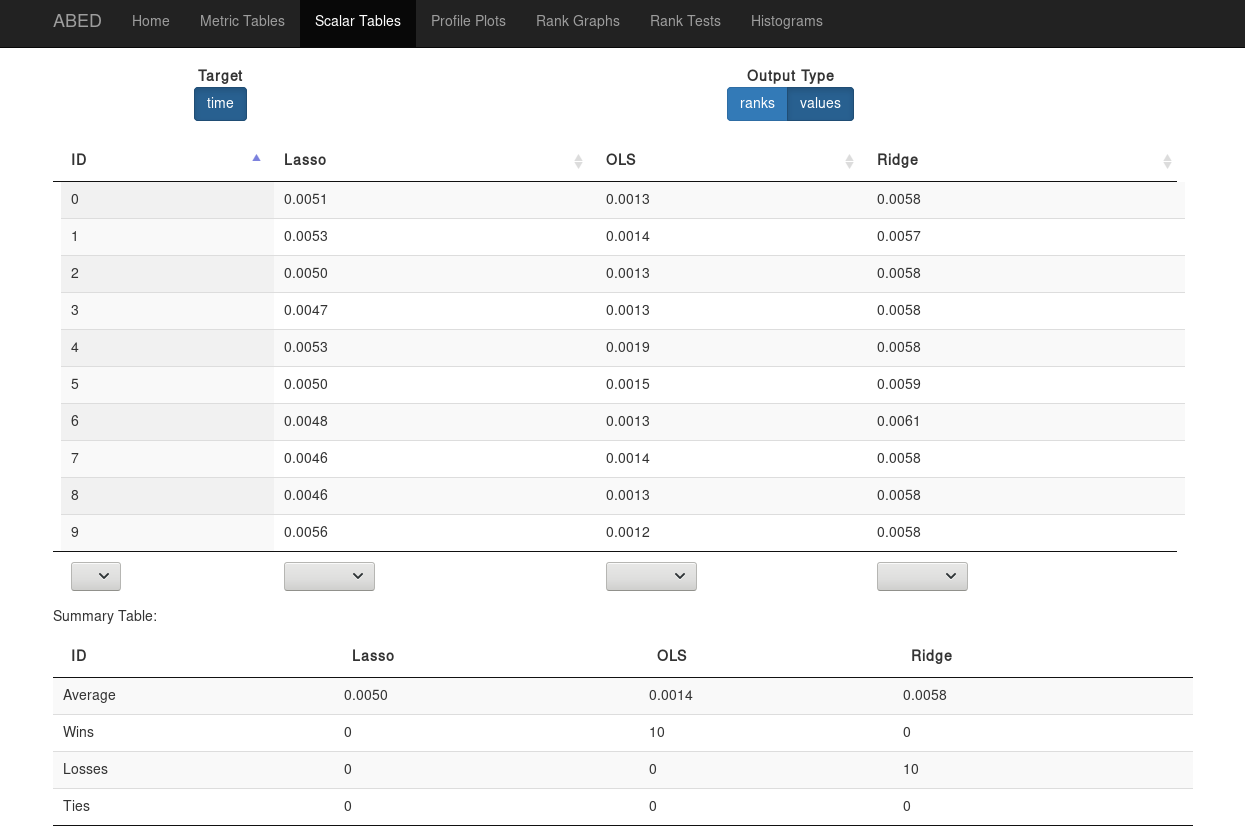 ABED Home Metric Tables Scalar Tables Profile Plots Rank Graphs Rank Tests Histograms
Target Output Type
time ranks values
ID Lasso OLS Ridge
0 0.0051 0.0013 0.0058
1 0.0053 0.0014 0.0057
2 0.0050 0.0013 0.0058
3 0.0047 0.0013 0.0058
4 0.0053 0.0019 0.0058
5 0.0050 0.0015 0.0059
6 0.0048 0.0013 0.0061
7 0.0046 0.0014 0.0058
8 0.0046 0.0013 0.0058
9 0.0056 0.0012 0.0058
Summary Table:
ID Lasso OLS Ridge
Average 0.0050 0.0014 0.0058
Wins 0 10 0
Losses 0 0 10
Ties 0 0 0